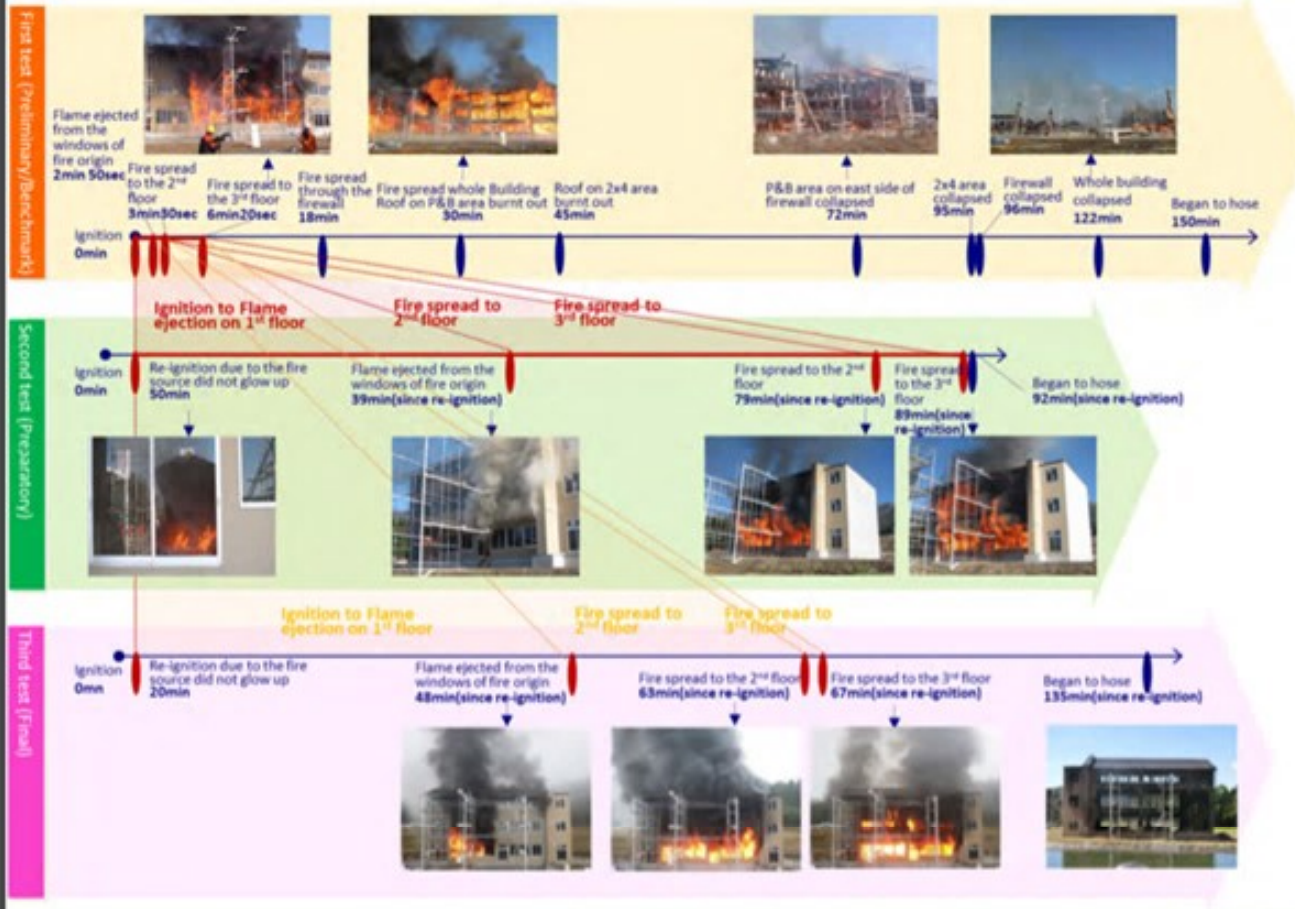 First test (Preliminary/Benchmark)
Flame ejected
from the
windows of
fire origin
2min 50sec
Fire spread
to the 2nd
floor
3min30sec
Fire spread to
the 3rd floor
6min20sec
Fire spread
through the
firewall
18min
Fire spread whole Building
Roof on P&B area burnt out
30min
Roof on 2x4 area
burnt out
45min
P&B area on east side of
firewall collapsed
72min
2x4 area
collapsed
95min
Firewall
collapsed
96min
Whole building
collapsed
122min
Began to hose
150min
Ignition
0min
Ignition to Flame
ejection on 1st floor
Fire spread to
2nd floor
Fire spread to
3rd floor
Second test (Preparatory)
Ignition
0min
Re-ignition due to the fire
source did not glow up
50min
Flame ejected from the
windows of fire origin
39min(since re-ignition)
Fire spread to the 2nd
floor
79min(since re-ignition)
Fire spread
to the 3rd
floor
89min(since
re-ignition)
Began to hose
92min(since re-ignition)
Ignition to Flame
ejection on 1st floor
Fire spread to
2nd floor
Fire spread to
3rd floor
Third test (Final)
Ignition
0mn
Re-ignition due to the fire
source did not glow up
20min
Flame ejected from the
windows of fire origin
48min(since re-ignition)
Fire spread to the 2nd floor
63min(since re-ignition)
Fire spread to the 3rd floor
67min(since re-ignition)
Began to hose
135min(since re-ignition)